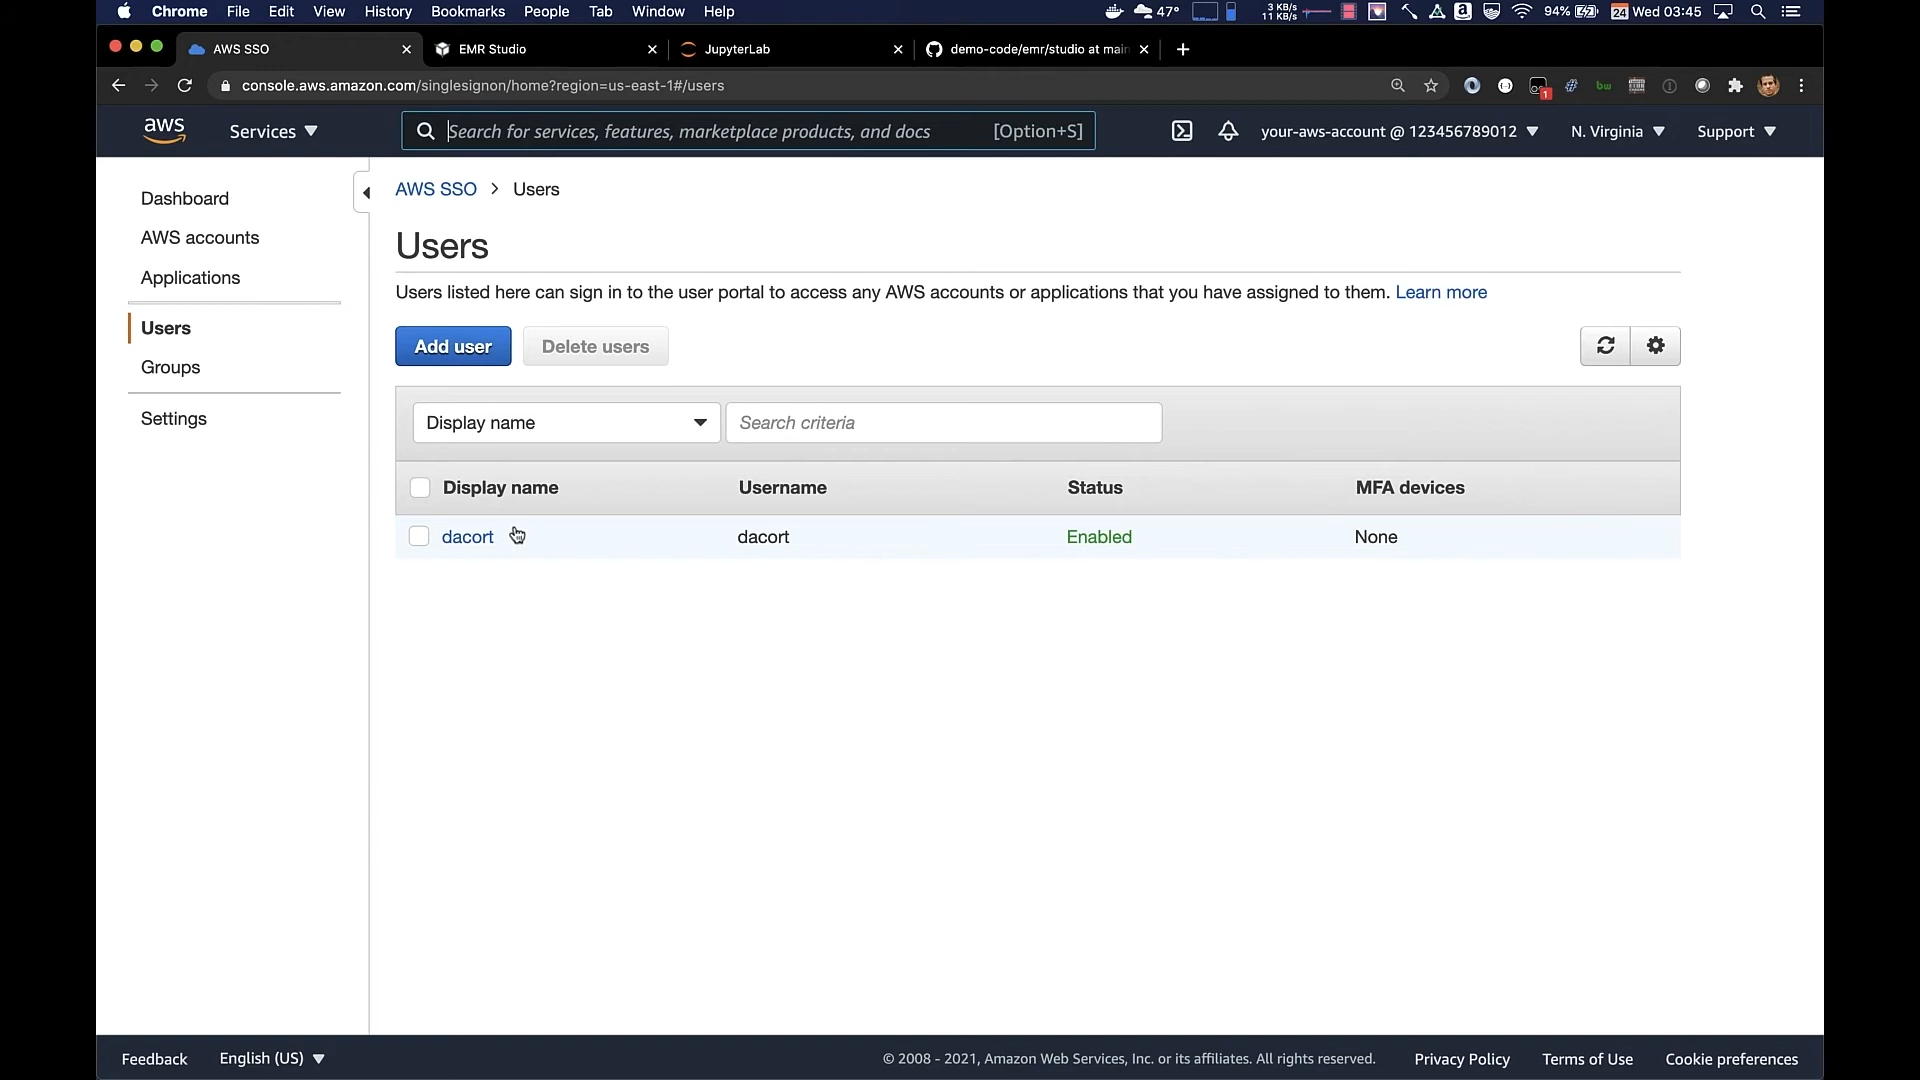 Chrome File Edit View History Bookmarks People Tab Window Help 47° 3 KB/s 11 KB/s 94% 24 Wed 03:45
AWS SSO EMR Studio JupyterLab demo-code/emr/studio at main
console.aws.amazon.com/singlesignon/home?region=us-east-1#/users
aws Services Search for services, features, marketplace products, and docs [Option+S] your-aws-account @ 123456789012 N. Virginia Support
Dashboard
AWS accounts
Applications
Users
Groups
Settings
AWS SSO > Users
Users
Users listed here can sign in to the user portal to access any AWS accounts or applications that you have assigned to them. Learn more
Add user Delete users
Display name Search criteria
Display name Username Status MFA devices
dacort dacort Enabled None
Feedback English (US) © 2008 - 2021, Amazon Web Services, Inc. or its affiliates. All rights reserved. Privacy Policy Terms of Use Cookie preferences